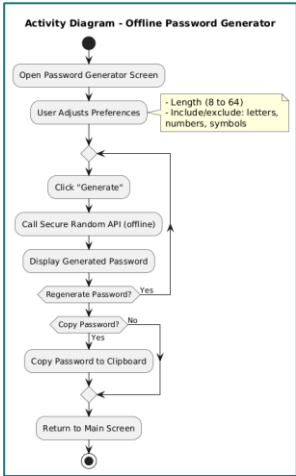 Activity Diagram - Offline Password Generator
Open Password Generator Screen
User Adjusts Preferences
- Length (8 to 64)
- Include/exclude: letters,
numbers, symbols
Click "Generate"
Call Secure Random API (offline)
Display Generated Password
Regenerate Password?
Yes
Copy Password?
No
Yes
Copy Password to Clipboard
Return to Main Screen